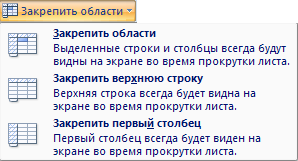 Закрепить области
Закрепить области
Выделенные строки и столбцы всегда будут
видны на экране во время прокрутки листа.
Закрепить верхнюю строку
Верхняя строка всегда будет видна на
экране во время прокрутки листа.
Закрепить первый столбец
Первый столбец всегда будет виден на
экране во время прокрутки листа.